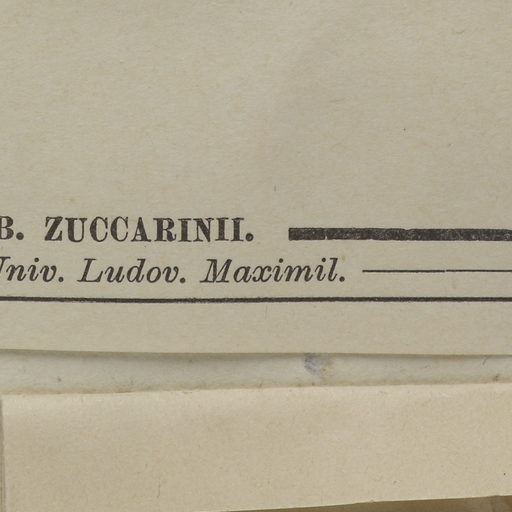 B. ZUCCARINII.
Univ. Ludov. Maximil.